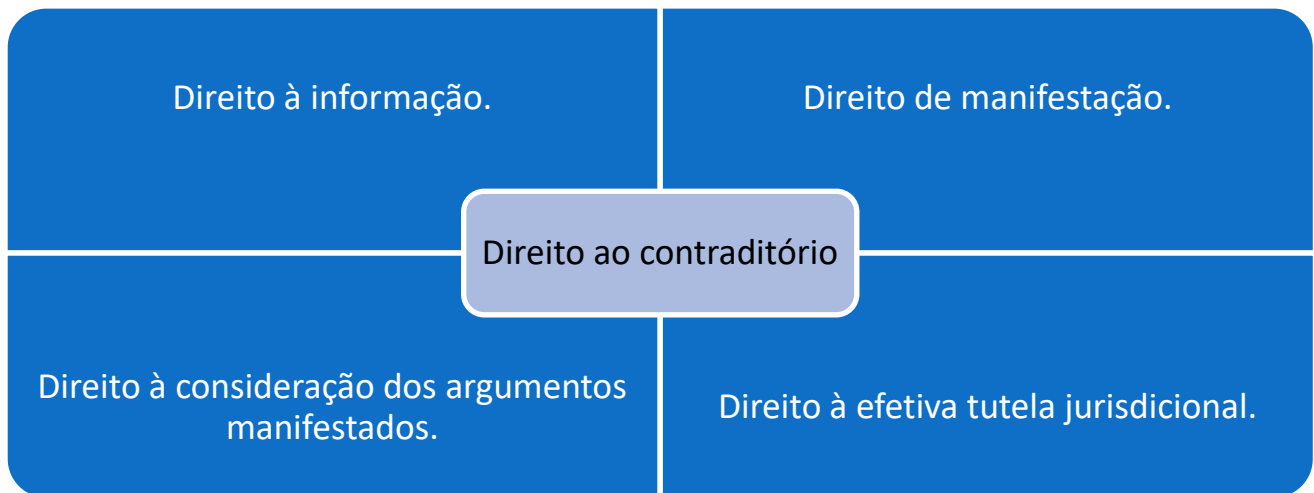 Direito à informação.
Direito de manifestação.
Direito ao contraditório
Direito à consideração dos argumentos
manifestados.
Direito à efetiva tutela jurisdicional.